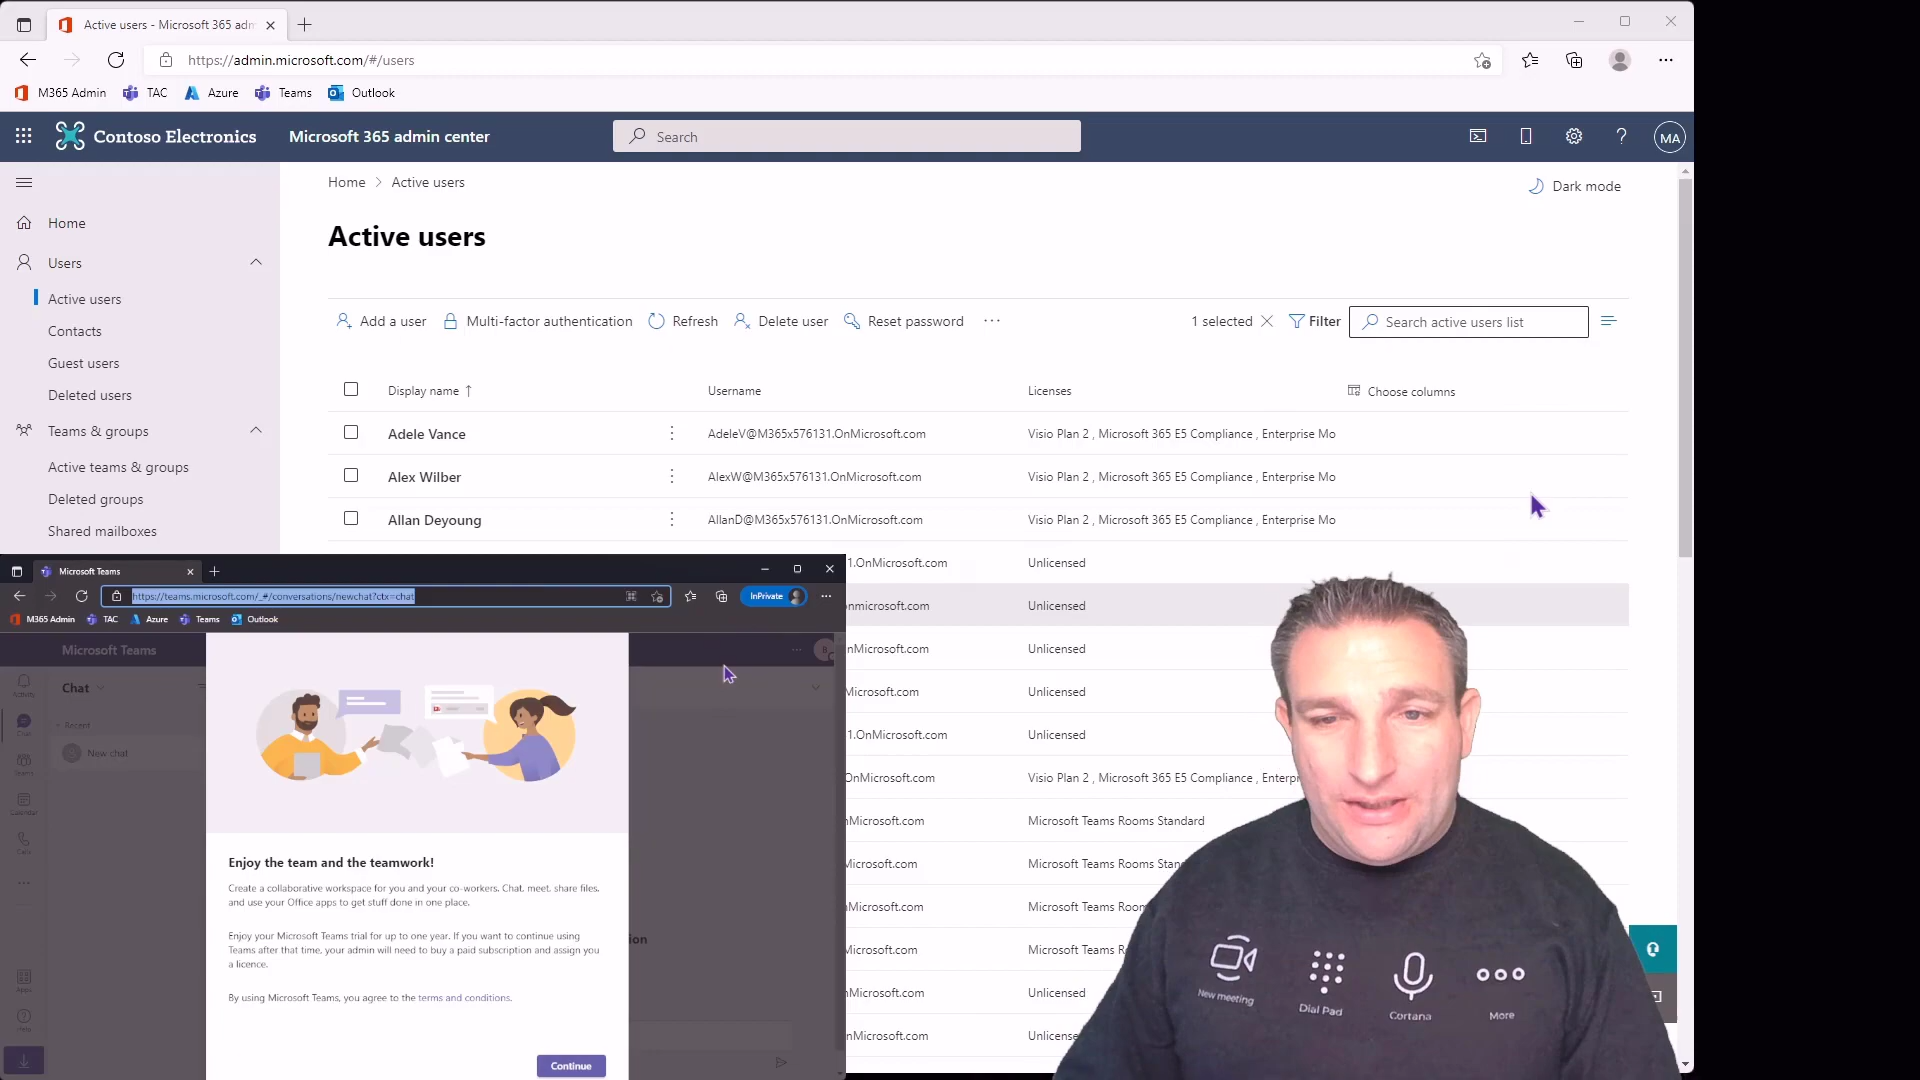 Active users - Microsoft 365 adm
https://admin.microsoft.com/#/users
M365 Admin TAC Azure Teams Outlook
Contoso Electronics Microsoft 365 admin center Search ? MA
Home > Active users Dark mode
Home
Active users
Users
Active users
Contacts
Guest users
Deleted users
Teams & groups
Active teams & groups
Deleted groups
Shared mailboxes
Add a user Multi-factor authentication Refresh Delete user Reset password ... 1 selected Filter Search active users list
Display name ↑ Username Licenses Choose columns
Adele Vance AdeleV@M365x576131.OnMicrosoft.com Visio Plan 2 , Microsoft 365 E5 Compliance , Enterprise Mo
Alex Wilber AlexW@M365x576131.OnMicrosoft.com Visio Plan 2 , Microsoft 365 E5 Compliance , Enterprise Mo
Allan Deyoung AllanD@M365x576131.OnMicrosoft.com Visio Plan 2 , Microsoft 365 E5 Compliance , Enterprise Mo
1.OnMicrosoft.com Unlicensed
onmicrosoft.com
nMicrosoft.com Unlicensed
Microsoft.com Unlicensed
1.OnMicrosoft.com Unlicensed
OnMicrosoft.com Visio Plan 2 , Microsoft 365 E5 Compliance , Enterpr
nMicrosoft.com Microsoft Teams Rooms Standard
Microsoft.com Microsoft Teams Rooms Stan
nMicrosoft.com Microsoft Teams Room
Microsoft.com Microsoft Teams R
nMicrosoft.com Unlicensed
nMicrosoft.com Unlicensed
Microsoft Teams
https://teams.microsoft.com/_#/conversations/newchat?ctx=chat InPrivate
M365 Admin TAC Azure Teams Outlook
Microsoft Teams
Chat
Recent
New chat
Activity
Chat
Teams
Calendar
Calls
Apps
Help
Enjoy the team and the teamwork!
Create a collaborative workspace for you and your co-workers. Chat, meet, share files,
and use your Office apps to get stuff done in one place.
Enjoy your Microsoft Teams trial for up to one year. If you want to continue using
Teams after that time, your admin will need to buy a paid subscription and assign you
a licence.
By using Microsoft Teams, you agree to the terms and conditions.
Continue
ion
New meeting Dial Pad Cortana More